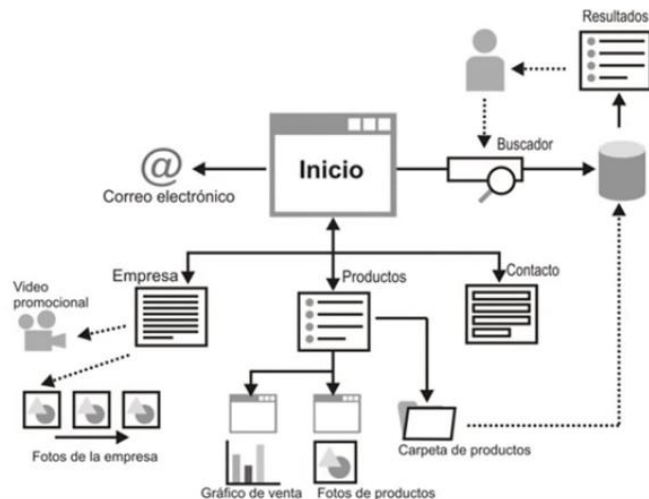 Resultados
Buscador
Inicio
@
Correo electrónico
Empresa
Productos
Contacto
Video
promocional
Fotos de la empresa
Gráfico de venta
Fotos de productos
Carpeta de productos